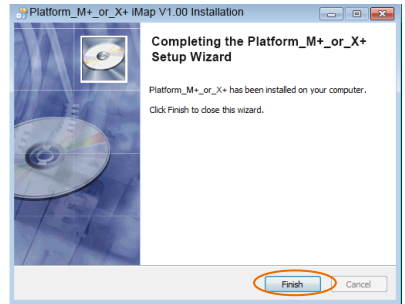 Platform_M+_or_X+ iMap V1.00 Installation
Completing the Platform_M+_or_X+
Setup Wizard
Platform_M+_or_X+ has been installed on your computer.
Click Finish to close this wizard.
Finish
Cancel